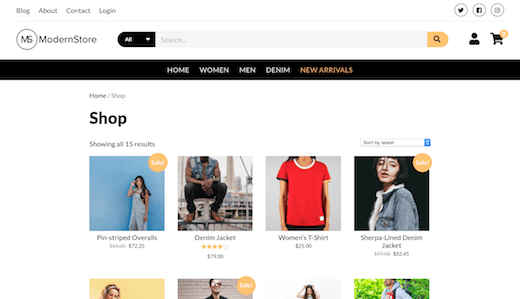 Blog About Contact Login
MS ModernStore
All Search...
0
HOME WOMEN MEN DENIM NEW ARRIVALS
Home / Shop
Shop
Showing all 15 results
Sort by latest
Sale!
Sale!
Pin-striped Overalls
$85.00 $72.25
Denim Jacket
$79.00
Women's T-Shirt
$25.00
Sherpa-Lined Denim
Jacket
$97.00 $82.45
Sale!